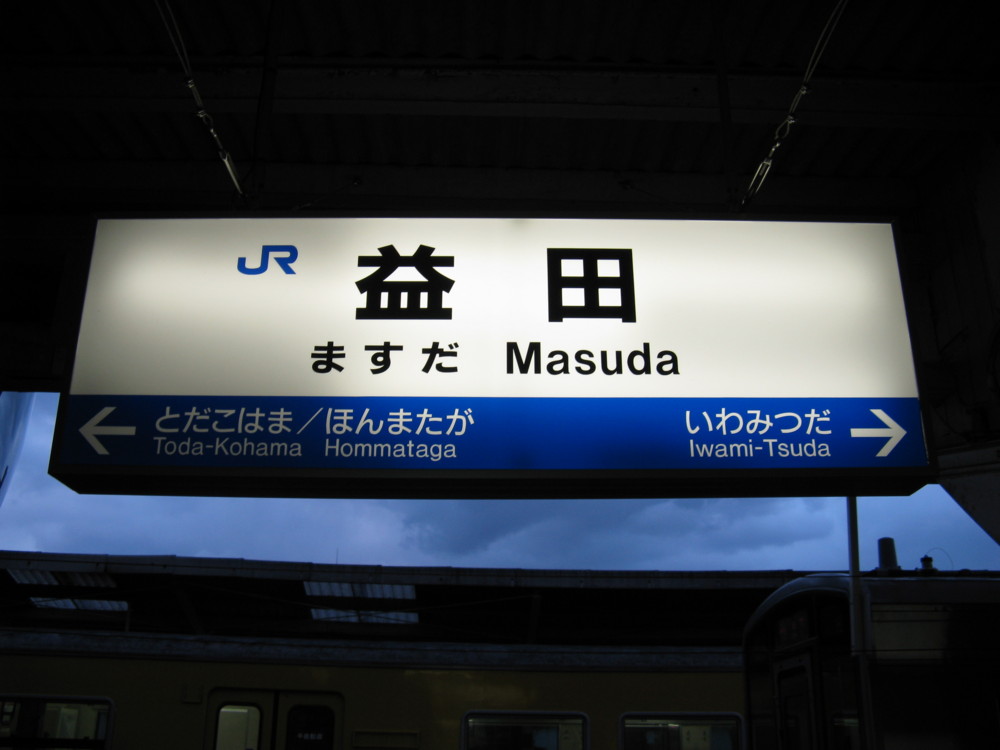 JR 益田
ますだ Masuda
← とだこはま／ほんまたが いわみつだ →
Toda-Kohama Hommataga Iwami-Tsuda